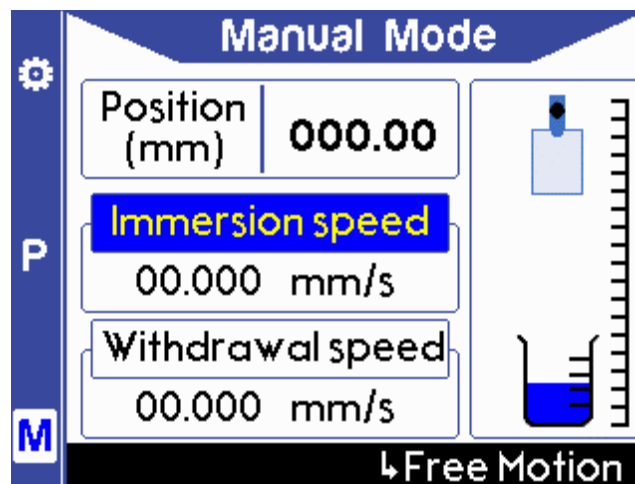 Manual Mode
Position
(mm)
000.00
Immersion speed
00.000 mm/s
P
Withdrawal speed
00.000 mm/s
M
↳Free Motion